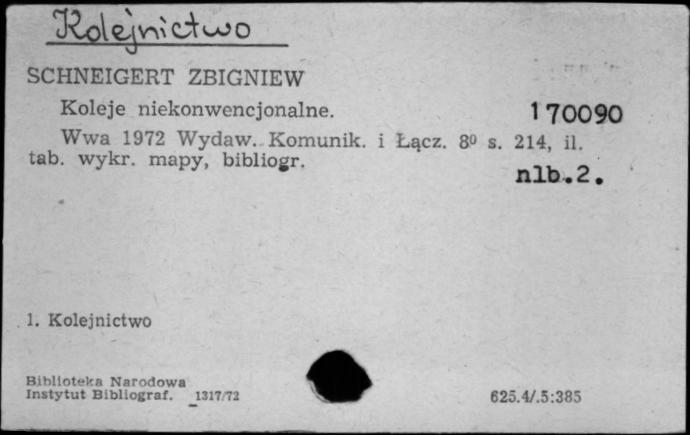 Kolejnictwo
SCHNEIGERT ZBIGNIEW
Koleje niekonwencjonalne. 170090
Wwa 1972 Wydaw. Komunik. i Łącz. 8⁰ s. 214, il.
tab. wykr. mapy, bibliogr.
nlb.2.
1. Kolejnictwo
Biblioteka Narodowa
Instytut Bibliograf. 1317/72 625.4/.5:385